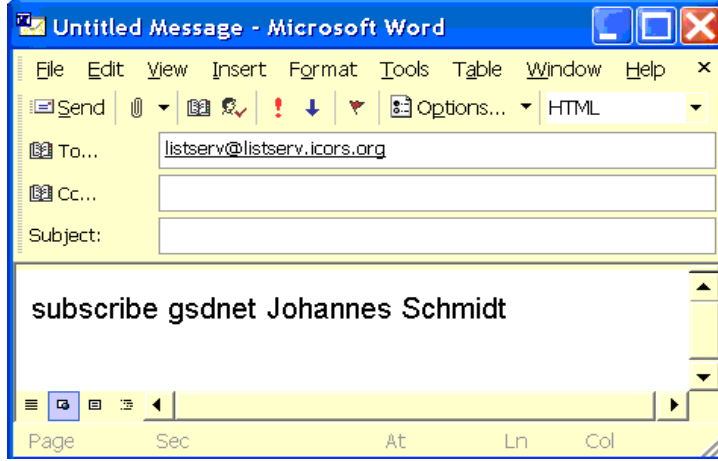 Untitled Message - Microsoft Word
File Edit View Insert Format Tools Table Window Help
Send Options... HTML
To... listserv@listserv.icors.org
Cc...
Subject:
subscribe gsdnet Johannes Schmidt
Page Sec At Ln Col